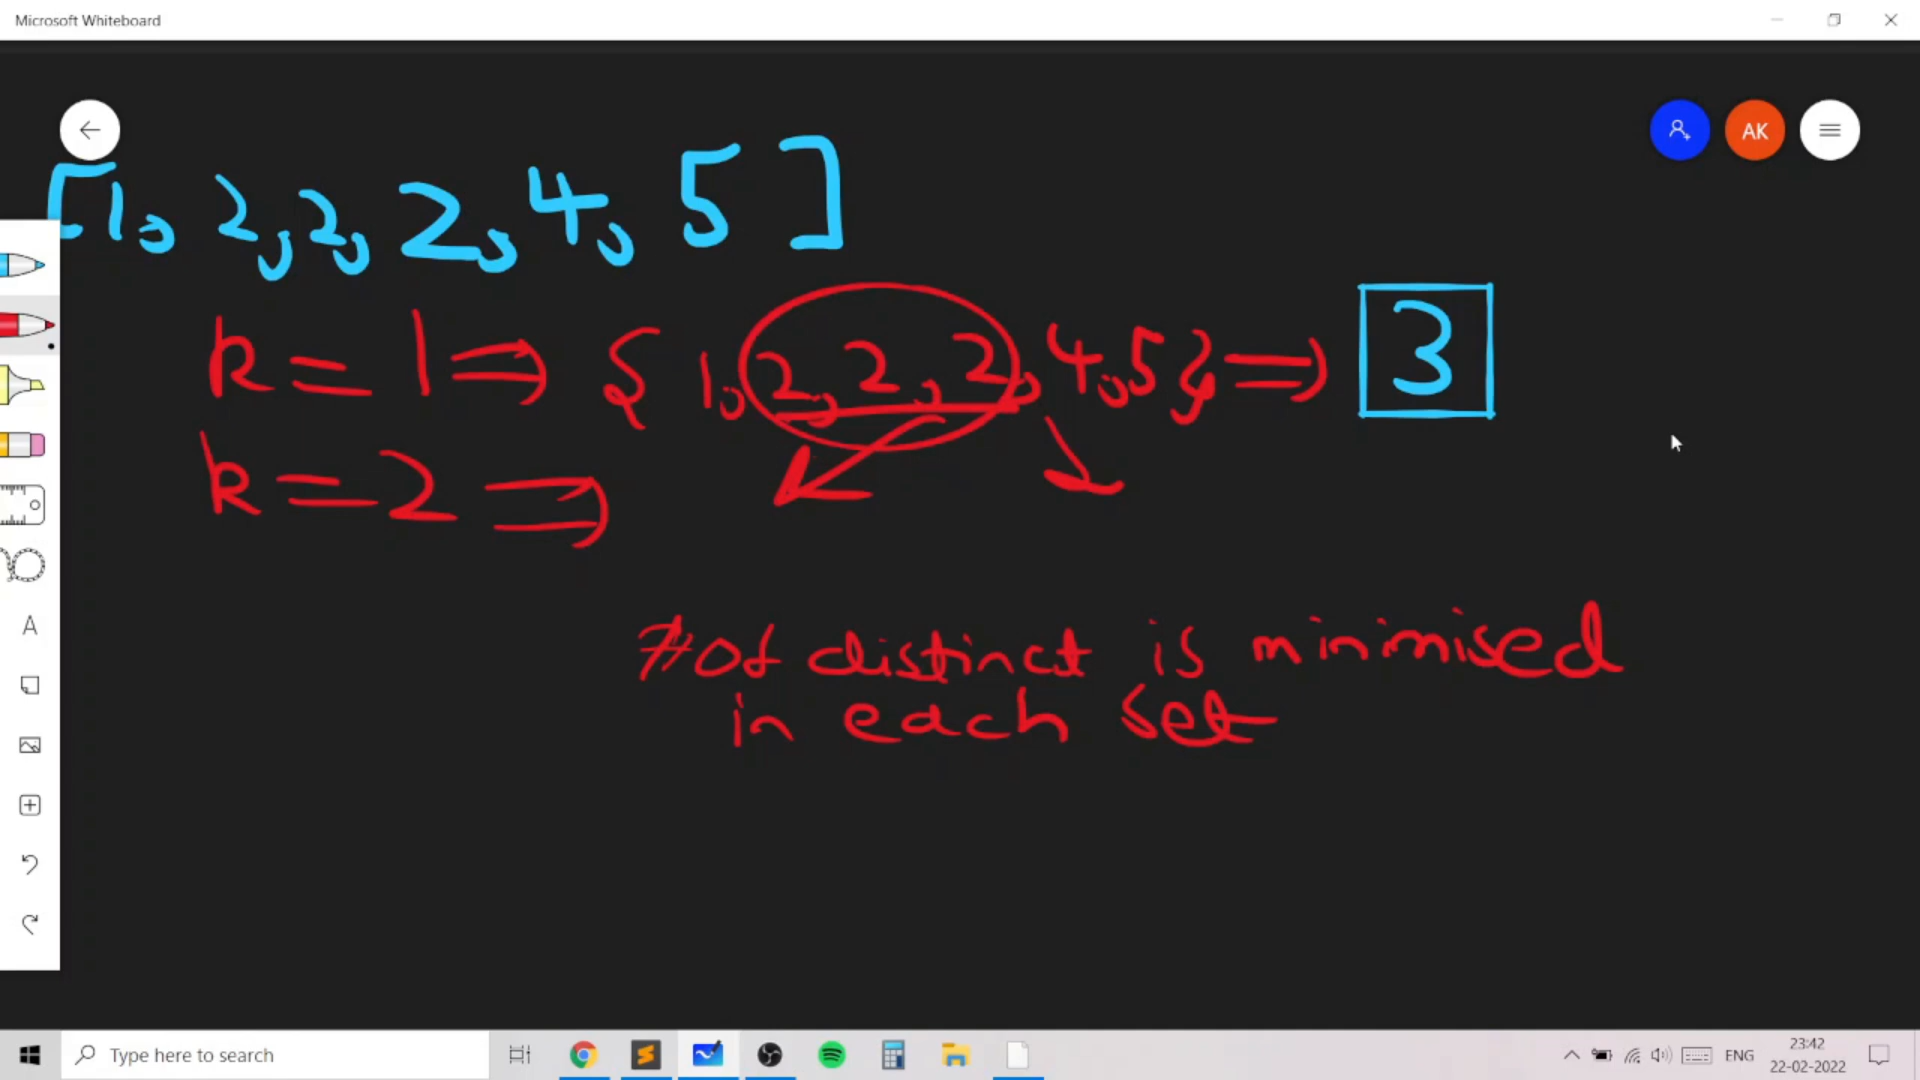 Microsoft Whiteboard
AK
[1, 2, 2, 2, 4, 5]
k = 1 ⇒ { 1, 2, 2, 2, 4, 5 } ⇒ 3
k = 2 ⇒
# of distinct is minimised
in each set
A
Type here to search
ENG
23:42
22-02-2022